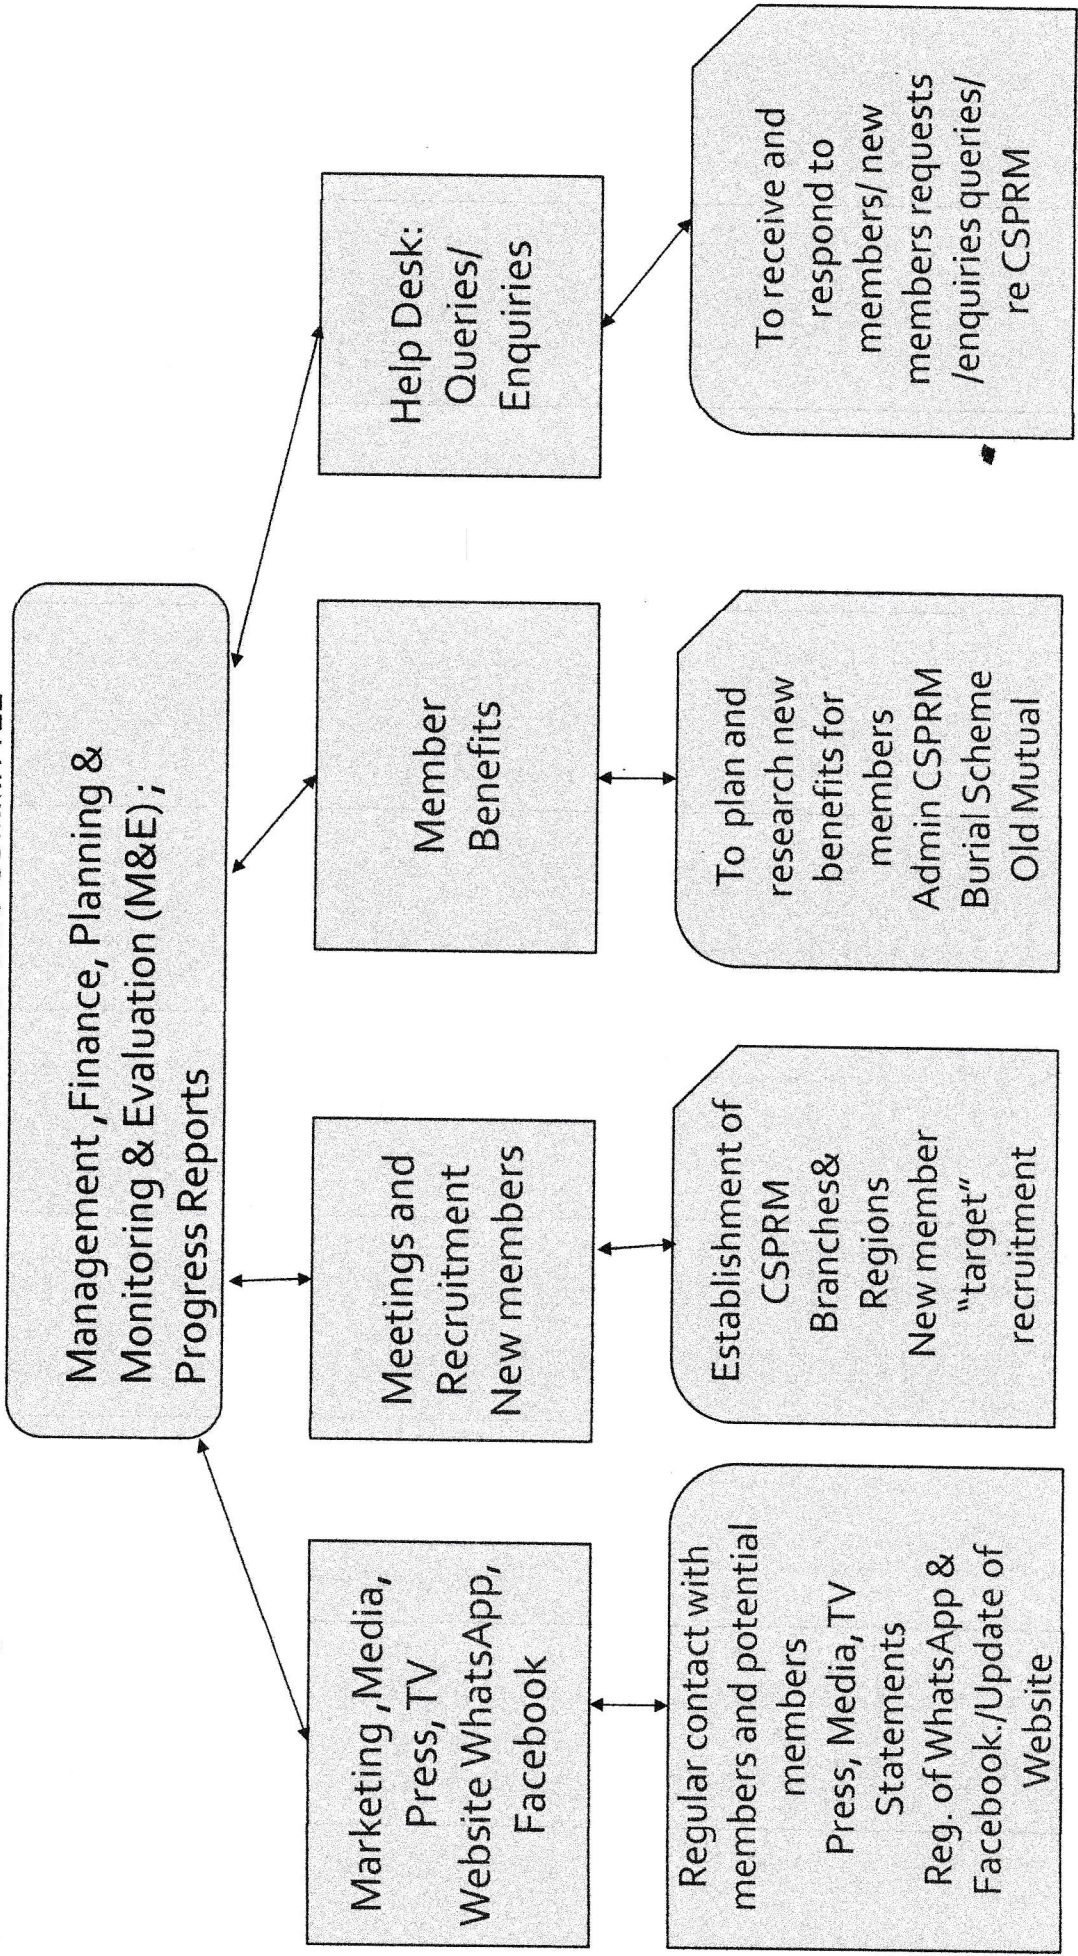 Management ,Finance, Planning &
Monitoring & Evaluation (M&E) ;
Progress Reports
Marketing ,Media,
Press, TV
Website WhatsApp,
Facebook
Meetings and
Recruitment
New members
Member
Benefits
Help Desk:
Queries/
Enquiries
Regular contact with
members and potential
members
Press, Media, TV
Statements
Reg. of WhatsApp &
Facebook./Update of
Website
Establishment of
CSPRM
Branches&
Regions
New member
"target"
recruitment
To plan and
research new
benefits for
members
Admin CSPRM
Burial Scheme
Old Mutual
To receive and
respond to
members/ new
members requests
/enquiries queries/
re CSPRM